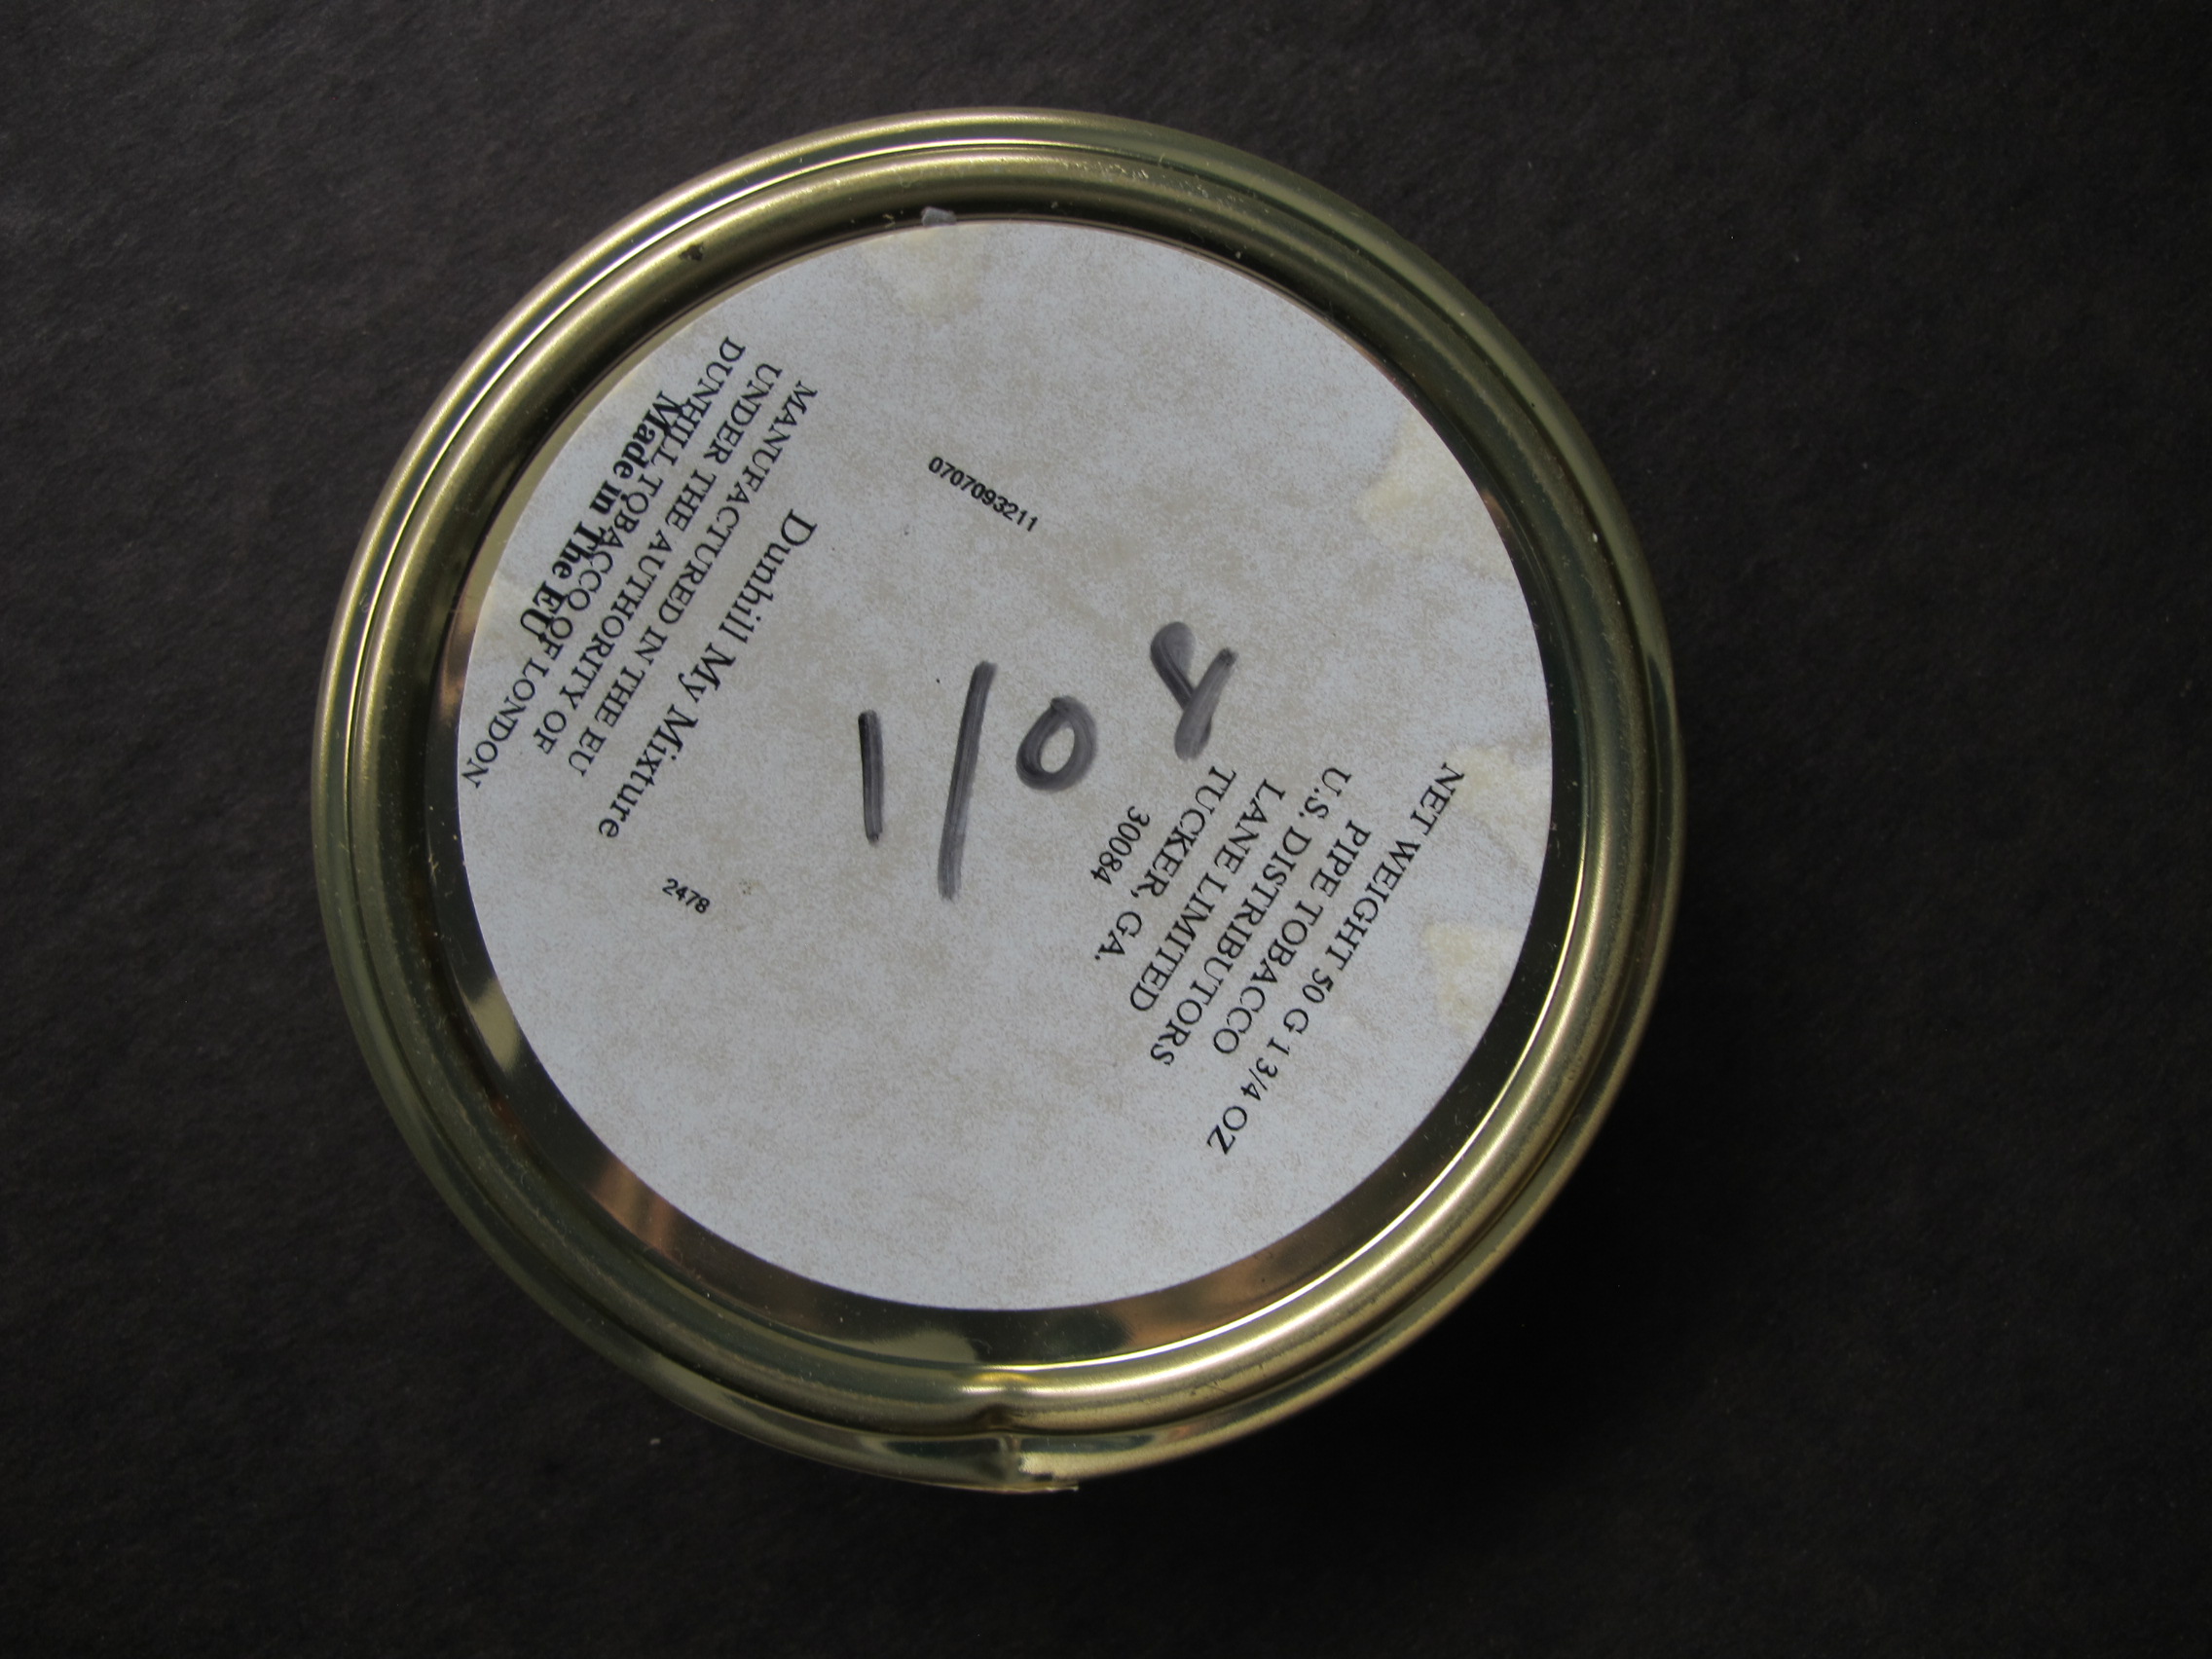 NET WEIGHT 50 G 1 3/4 OZ
PIPE TOBACCO
U.S. DISTRIBUTORS
LANE LIMITED
TUCKER, GA.
30084
1/08
0707093211
2478
Dunhill My Mixture
MANUFACTURED IN THE EU
UNDER THE AUTHORITY OF
DUNHILL TOBACCO OF LONDON
Made in The EU